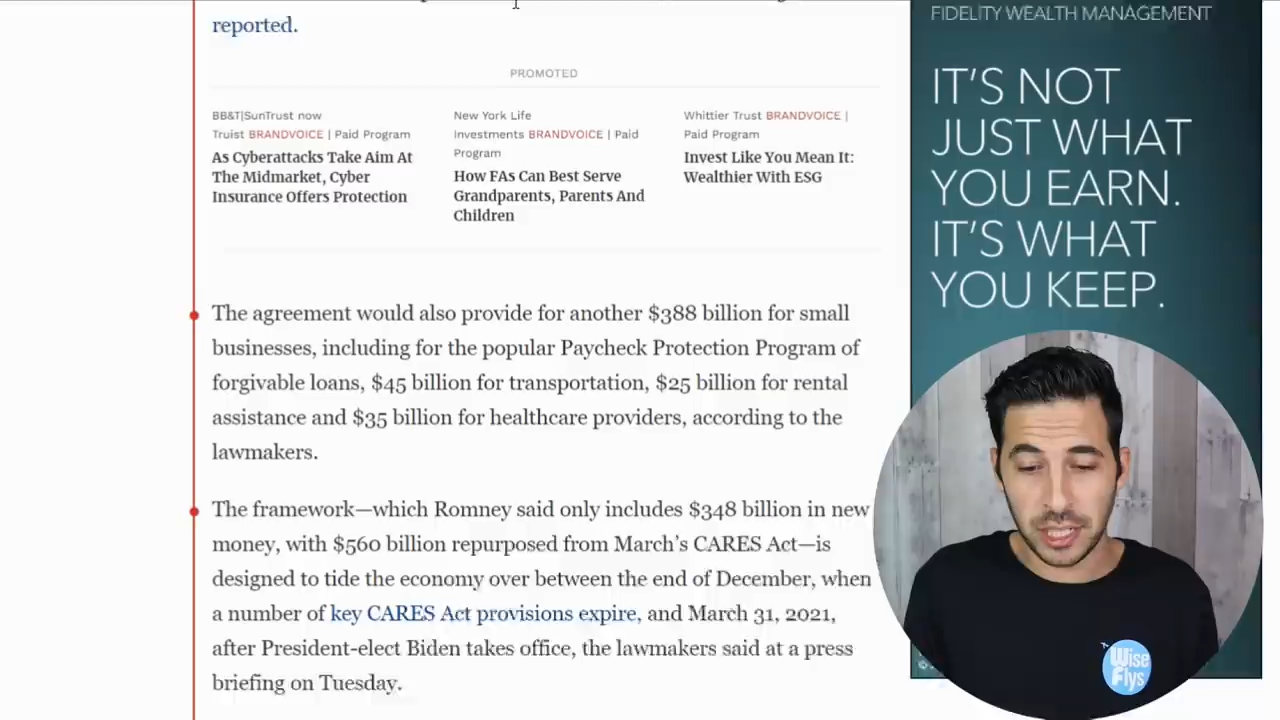 reported.
PROMOTED
BB&T|SunTrust now
Truist BRANDVOICE | Paid Program
As Cyberattacks Take Aim At
The Midmarket, Cyber
Insurance Offers Protection
New York Life
Investments BRANDVOICE | Paid
Program
How FAs Can Best Serve
Grandparents, Parents And
Children
Whittier Trust BRANDVOICE |
Paid Program
Invest Like You Mean It:
Wealthier With ESG
The agreement would also provide for another $388 billion for small
businesses, including for the popular Paycheck Protection Program of
forgivable loans, $45 billion for transportation, $25 billion for rental
assistance and $35 billion for healthcare providers, according to the
lawmakers.
The framework—which Romney said only includes $348 billion in new
money, with $560 billion repurposed from March’s CARES Act—is
designed to tide the economy over between the end of December, when
a number of key CARES Act provisions expire, and March 31, 2021,
after President-elect Biden takes office, the lawmakers said at a press
briefing on Tuesday.
FIDELITY WEALTH MANAGEMENT
IT’S NOT
JUST WHAT
YOU EARN.
IT’S WHAT
YOU KEEP.
Wise
Flys